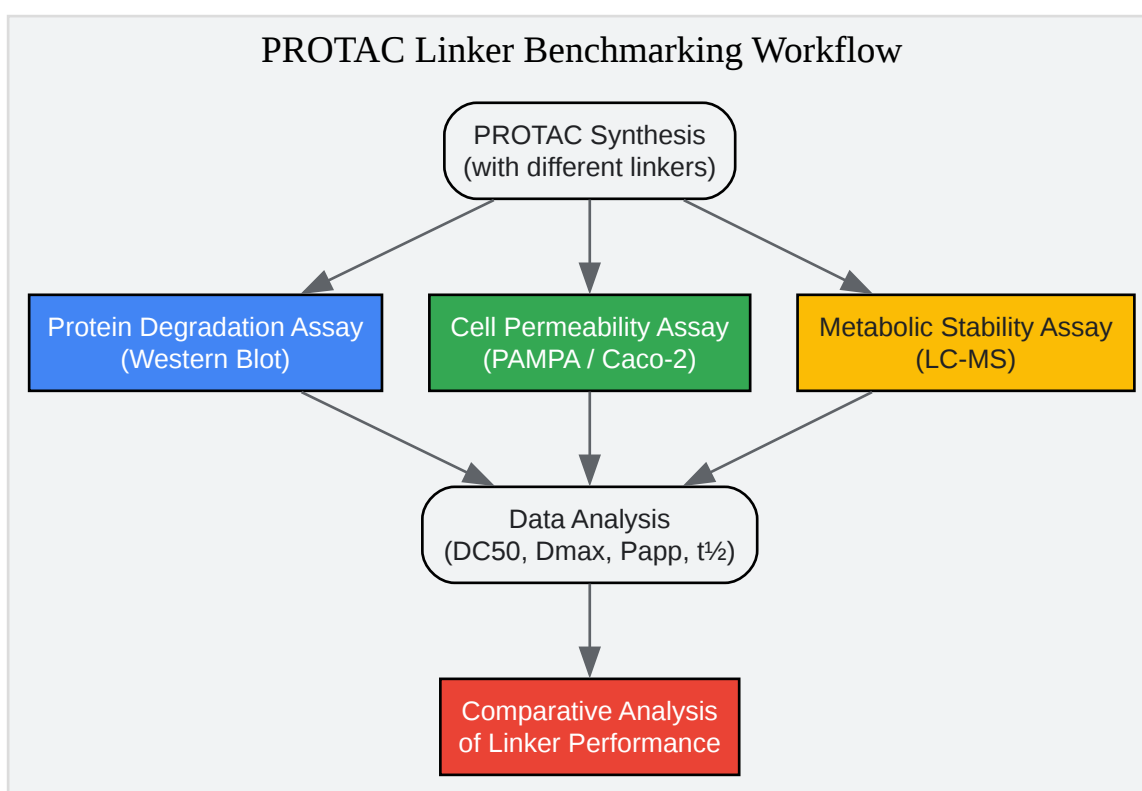 PROTAC Linker Benchmarking Workflow
PROTAC Synthesis
(with different linkers)
Protein Degradation Assay
(Western Blot)
Cell Permeability Assay
(PAMPA / Caco-2)
Metabolic Stability Assay
(LC-MS)
Data Analysis
(DC50, Dmax, Papp, t½)
Comparative Analysis
of Linker Performance